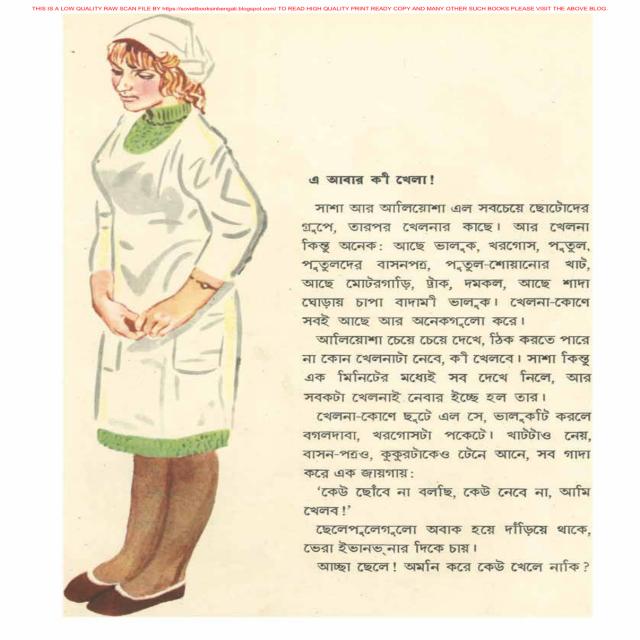 THIS IS A LOW QUALITY RAW SCAN FILE BY https://sovietbooksinbengali.blogspot.com/ TO READ HIGH QUALITY PRINT READY COPY AND MANY OTHER SUCH BOOKS PLEASE VISIT THE ABOVE BLOG.
এ আবার কী খেলা!
সাশা আর আলিয়োশা এল সবচেয়ে ছোটোদের
গ্রুপে, তারপর খেলনার কাছে। আর খেলনা
কিন্তু অনেক: আছে ভালুক, খরগোস, পুতুল,
পুতুলদের বাসনপত্র, পুতুল-শোয়ানোর খাট,
আছে মোটরগাড়ি, ট্রাক, দমকল, আছে শাদা
ঘোড়ায় চাপা বাদামী ভালুক। খেলনা-কোণে
সবই আছে আর অনেকগুলো করে।
আলিয়োশা চেয়ে চেয়ে দেখে, ঠিক করতে পারে
না কোন খেলনাটা নেবে, কী খেলবে। সাশা কিন্তু
এক মিনিটের মধ্যেই সব দেখে নিলে, আর
সবকটা খেলনাই নেবার ইচ্ছে হল তার।
খেলনা-কোণে ছুটে এল সে, ভালুকটি করলে
বগলদাবা, খরগোসটা পকেটে। খাটটাও নেয়,
বাসন-পত্রও, কুকুরটাকেও টেনে আনে, সব গাদা
করে এক জায়গায়:
‘কেউ ছোঁবে না বলছি, কেউ নেবে না, আমি
খেলব!’
ছেলেপুলেগুলো অবাক হয়ে দাঁড়িয়ে থাকে,
ভেরা ইভানভ্‌নার দিকে চায়।
আচ্ছা ছেলে! অমনি করে কেউ খেলে নাকি?